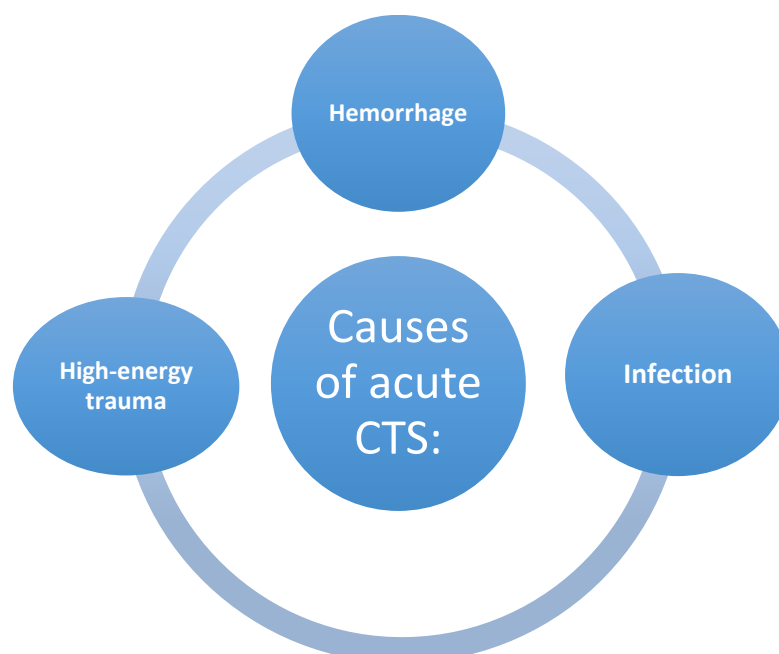 Hemorrhage
Causes
of acute
CTS:
High-energy
trauma
Infection